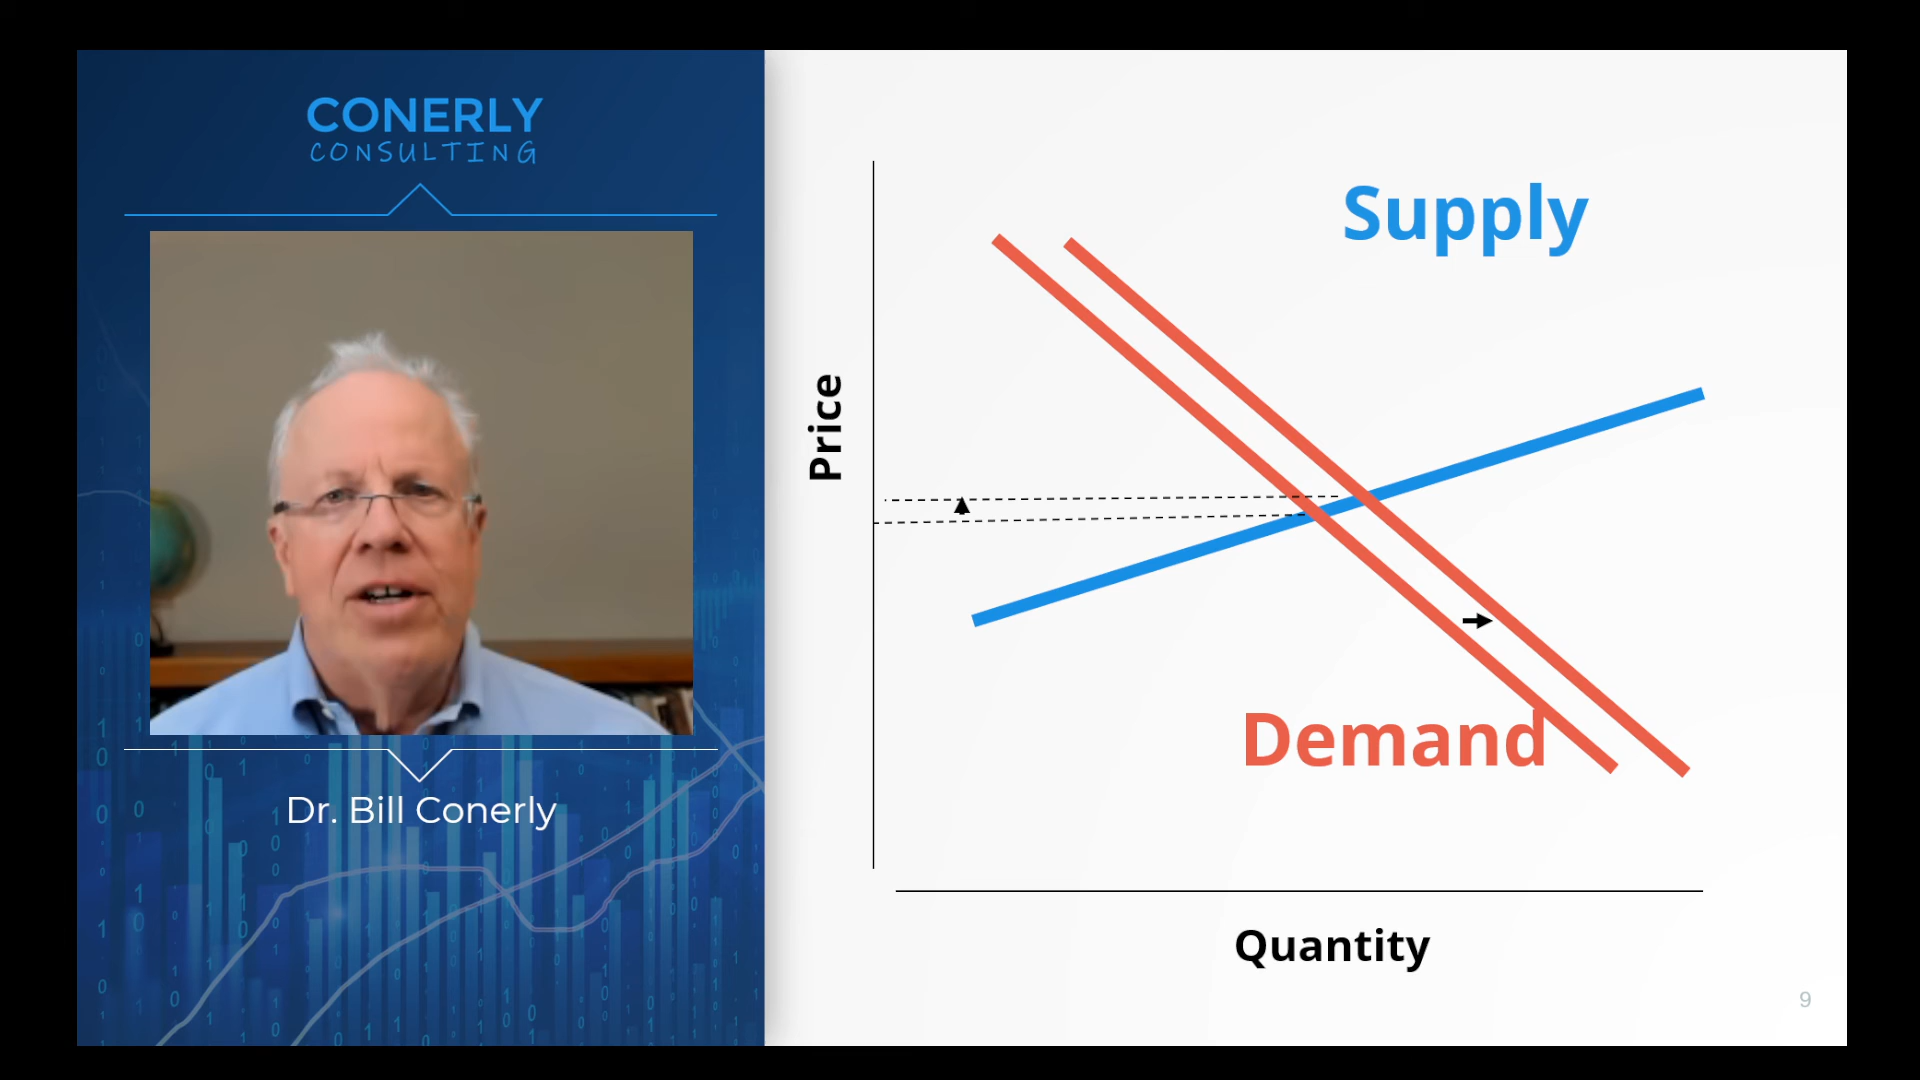 CONERLY
CONSULTING
Dr. Bill Conerly
Supply
Price
Demand
Quantity
9